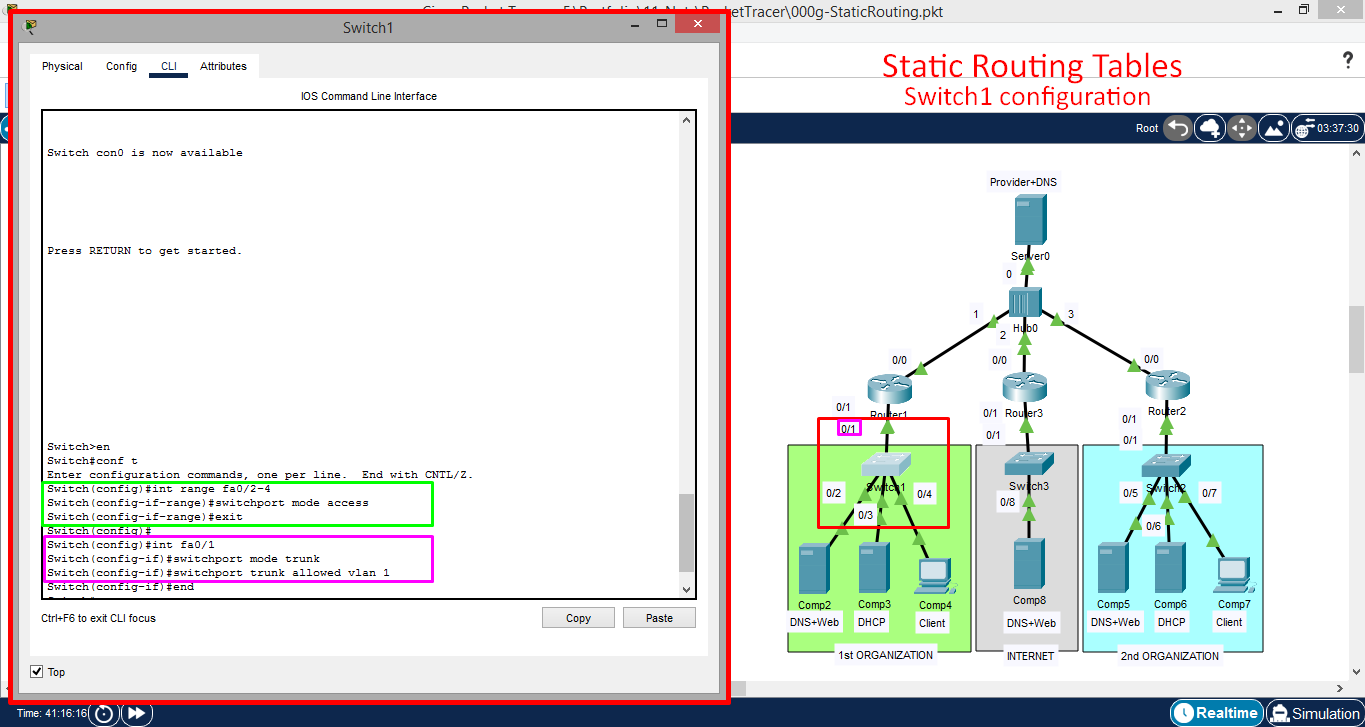 Switch1
\000g-StaticRouting.pkt
Physical
Config
CLI
Attributes
IOS Command Line Interface
Switch con0 is now available
Press RETURN to get started.
Switch>en
Switch#conf t
Enter configuration commands, one per line.  End with CNTL/Z.
Switch(config)#int range fa0/2-4
Switch(config-if-range)#switchport mode access
Switch(config-if-range)#exit
Switch(config)#
Switch(config)#int fa0/1
Switch(config-if)#switchport mode trunk
Switch(config-if)#switchport trunk allowed vlan 1
Switch(config-if)#end
Ctrl+F6 to exit CLI focus
Copy
Paste
Top
Time: 41:16:16
Static Routing Tables
Switch1 configuration
?
Root
03:37:30
Provider+DNS
Server0
0
Hub0
1
2
3
0/0
0/0
0/0
Router1
Router3
Router2
0/1
0/1
0/1
0/1
0/1
0/1
Switch1
Switch3
Switch2
0/2
0/3
0/4
0/8
0/5
0/6
0/7
Comp2
Comp3
Comp4
Comp8
Comp5
Comp6
Comp7
DNS+Web
DHCP
Client
DNS+Web
DNS+Web
DHCP
Client
1st ORGANIZATION
INTERNET
2nd ORGANIZATION
Realtime
Simulation